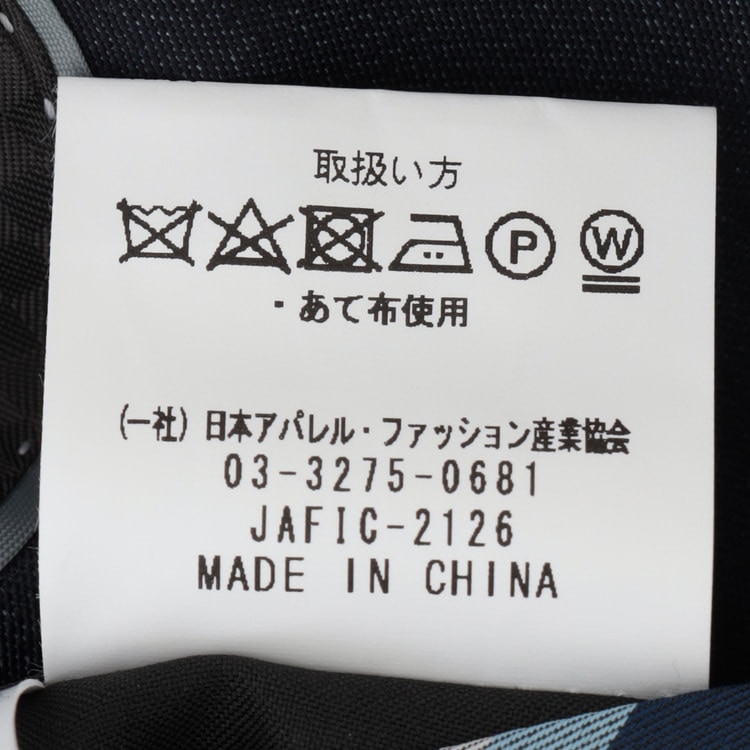 取扱い方
P W
・あて布使用
(一社)日本アパレル・ファッション産業協会
03-3275-0681
JAFIC-2126
MADE IN CHINA